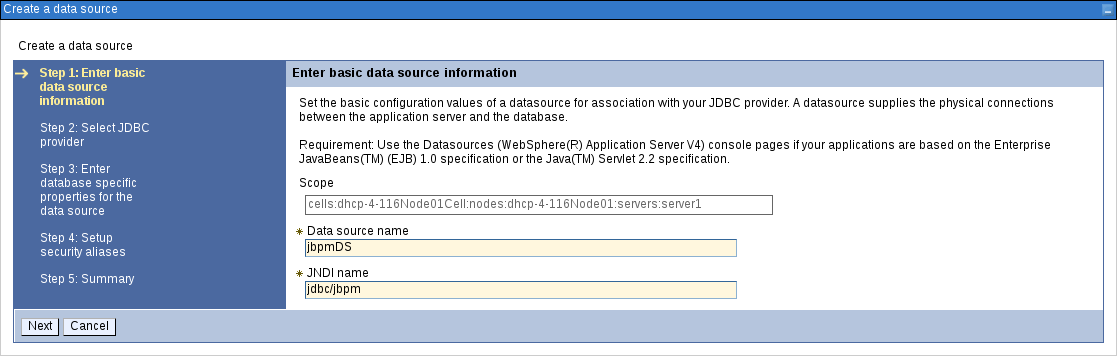 Create a data source
Create a data source
Step 1: Enter basic
data source
information
Step 2: Select JDBC
provider
Step 3: Enter
database specific
properties for the
data source
Step 4: Setup
security aliases
Step 5: Summary
Enter basic data source information
Set the basic configuration values of a datasource for association with your JDBC provider. A datasource supplies the physical connections
between the application server and the database.
Requirement: Use the Datasources (WebSphere(R) Application Server V4) console pages if your applications are based on the Enterprise
JavaBeans(TM) (EJB) 1.0 specification or the Java(TM) Servlet 2.2 specification.
Scope
cells:dhcp-4-116Node01Cell:nodes:dhcp-4-116Node01:servers:server1
* Data source name
jbpmDS
* JNDI name
jdbc/jbpm
Next Cancel